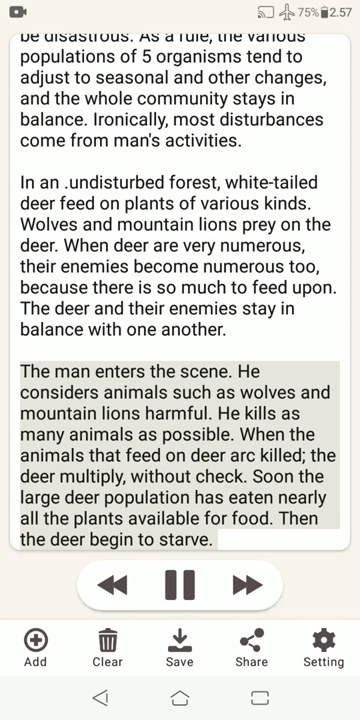 75% 2.57
be disastrous. As a rule, the various
populations of 5 organisms tend to
adjust to seasonal and other changes,
and the whole community stays in
balance. Ironically, most disturbances
come from man's activities.
In an .undisturbed forest, white-tailed
deer feed on plants of various kinds.
Wolves and mountain lions prey on the
deer. When deer are very numerous,
their enemies become numerous too,
because there is so much to feed upon.
The deer and their enemies stay in
balance with one another.
The man enters the scene. He
considers animals such as wolves and
mountain lions harmful. He kills as
many animals as possible. When the
animals that feed on deer arc killed; the
deer multiply, without check. Soon the
large deer population has eaten nearly
all the plants available for food. Then
the deer begin to starve.
Add Clear Save Share Setting